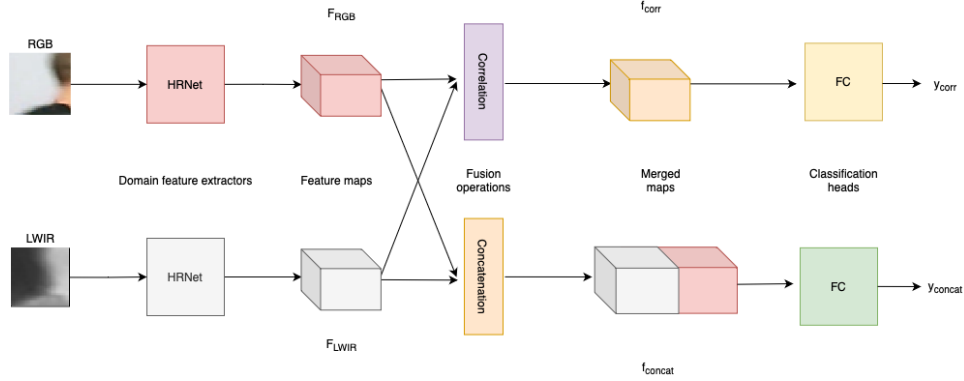 F_RGB
f_corr
RGB
HRNet
Correlation
FC
y_corr
Domain feature extractors
Feature maps
Fusion
operations
Merged
maps
Classification
heads
LWIR
HRNet
Concatenation
FC
y_concat
F_LWIR
f_concat